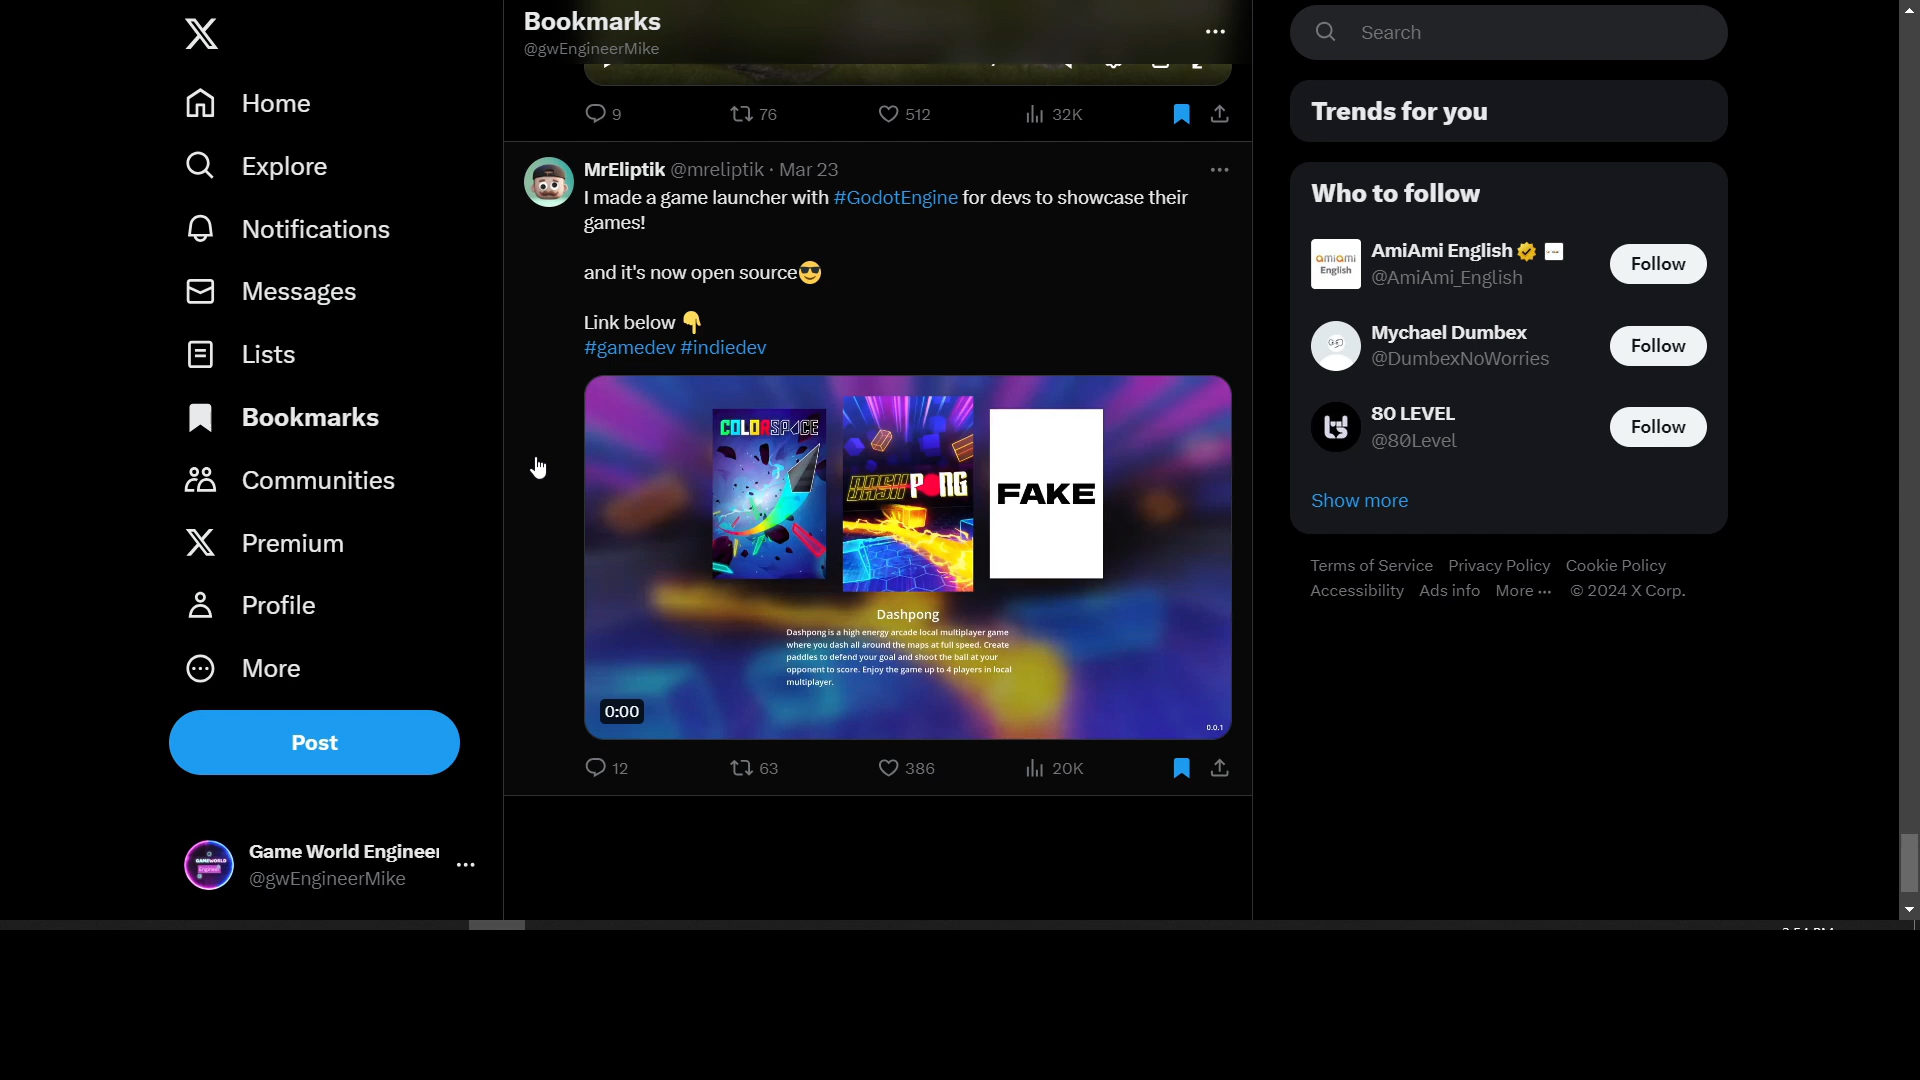 Home
Explore
Notifications
Messages
Lists
Bookmarks
Communities
Premium
Profile
More
Post
Game World Engineer
@gwEngineerMike
Bookmarks
@gwEngineerMike
9 76 512 32K
MrEliptik @mreliptik · Mar 23
I made a game launcher with #GodotEngine for devs to showcase their
games!
and it's now open source😎
Link below 👇
#gamedev #indiedev
COLORSPACE
DASH PONG
FAKE
Dashpong
Dashpong is a high energy arcade local multiplayer game
where you dash all around the maps at full speed. Create
paddles to defend your goal and shoot the ball at your
opponent to score. Enjoy the game up to 4 players in local
multiplayer.
0:00
0.0.1
12 63 386 20K
Search
Trends for you
Who to follow
amiami
English
AmiAmi English
@AmiAmi_English
Follow
Mychael Dumbex
@DumbexNoWorries
Follow
80 LEVEL
@80Level
Follow
Show more
Terms of Service Privacy Policy Cookie Policy
Accessibility Ads info More ··· © 2024 X Corp.